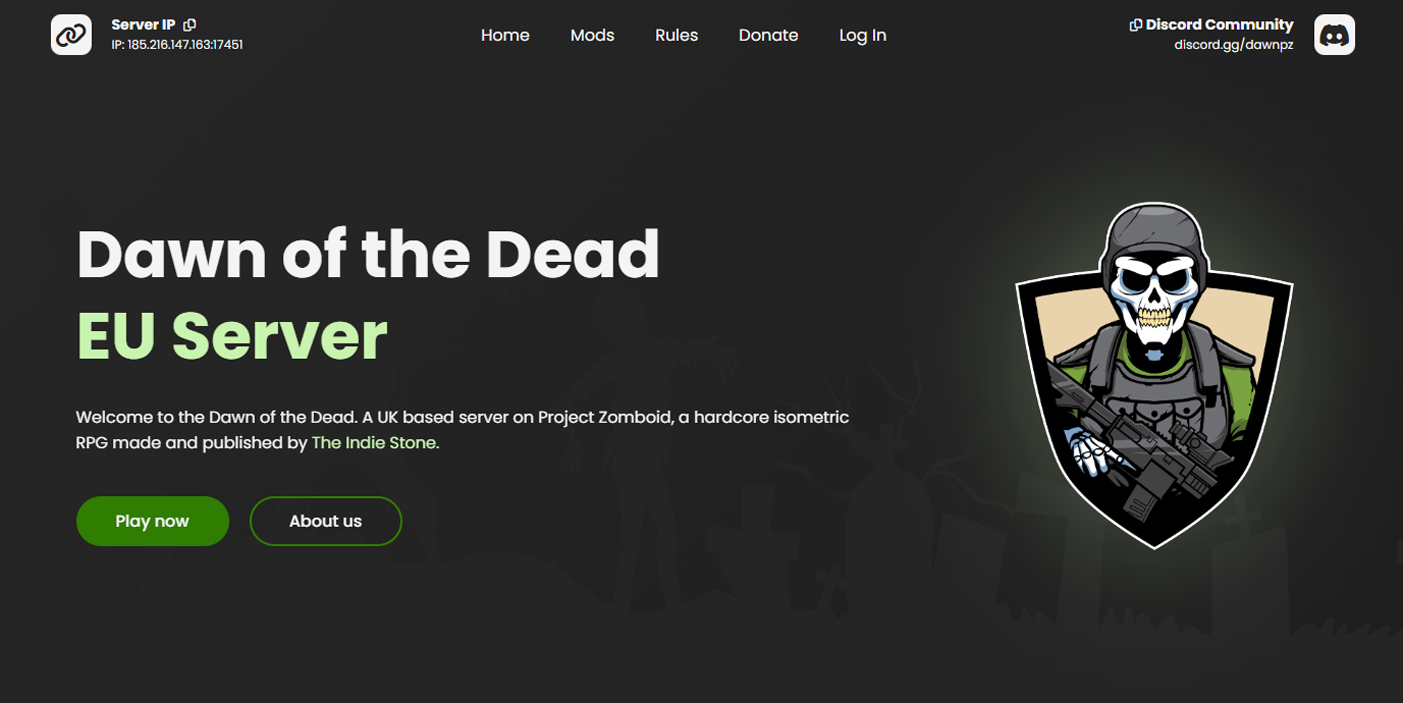 Server IP
IP: 185.216.147.163:17451
Home
Mods
Rules
Donate
Log In
Discord Community
discord.gg/dawnpz
Dawn of the Dead
EU Server
Welcome to the Dawn of the Dead. A UK based server on Project Zomboid, a hardcore isometric
RPG made and published by The Indie Stone.
Play now
About us